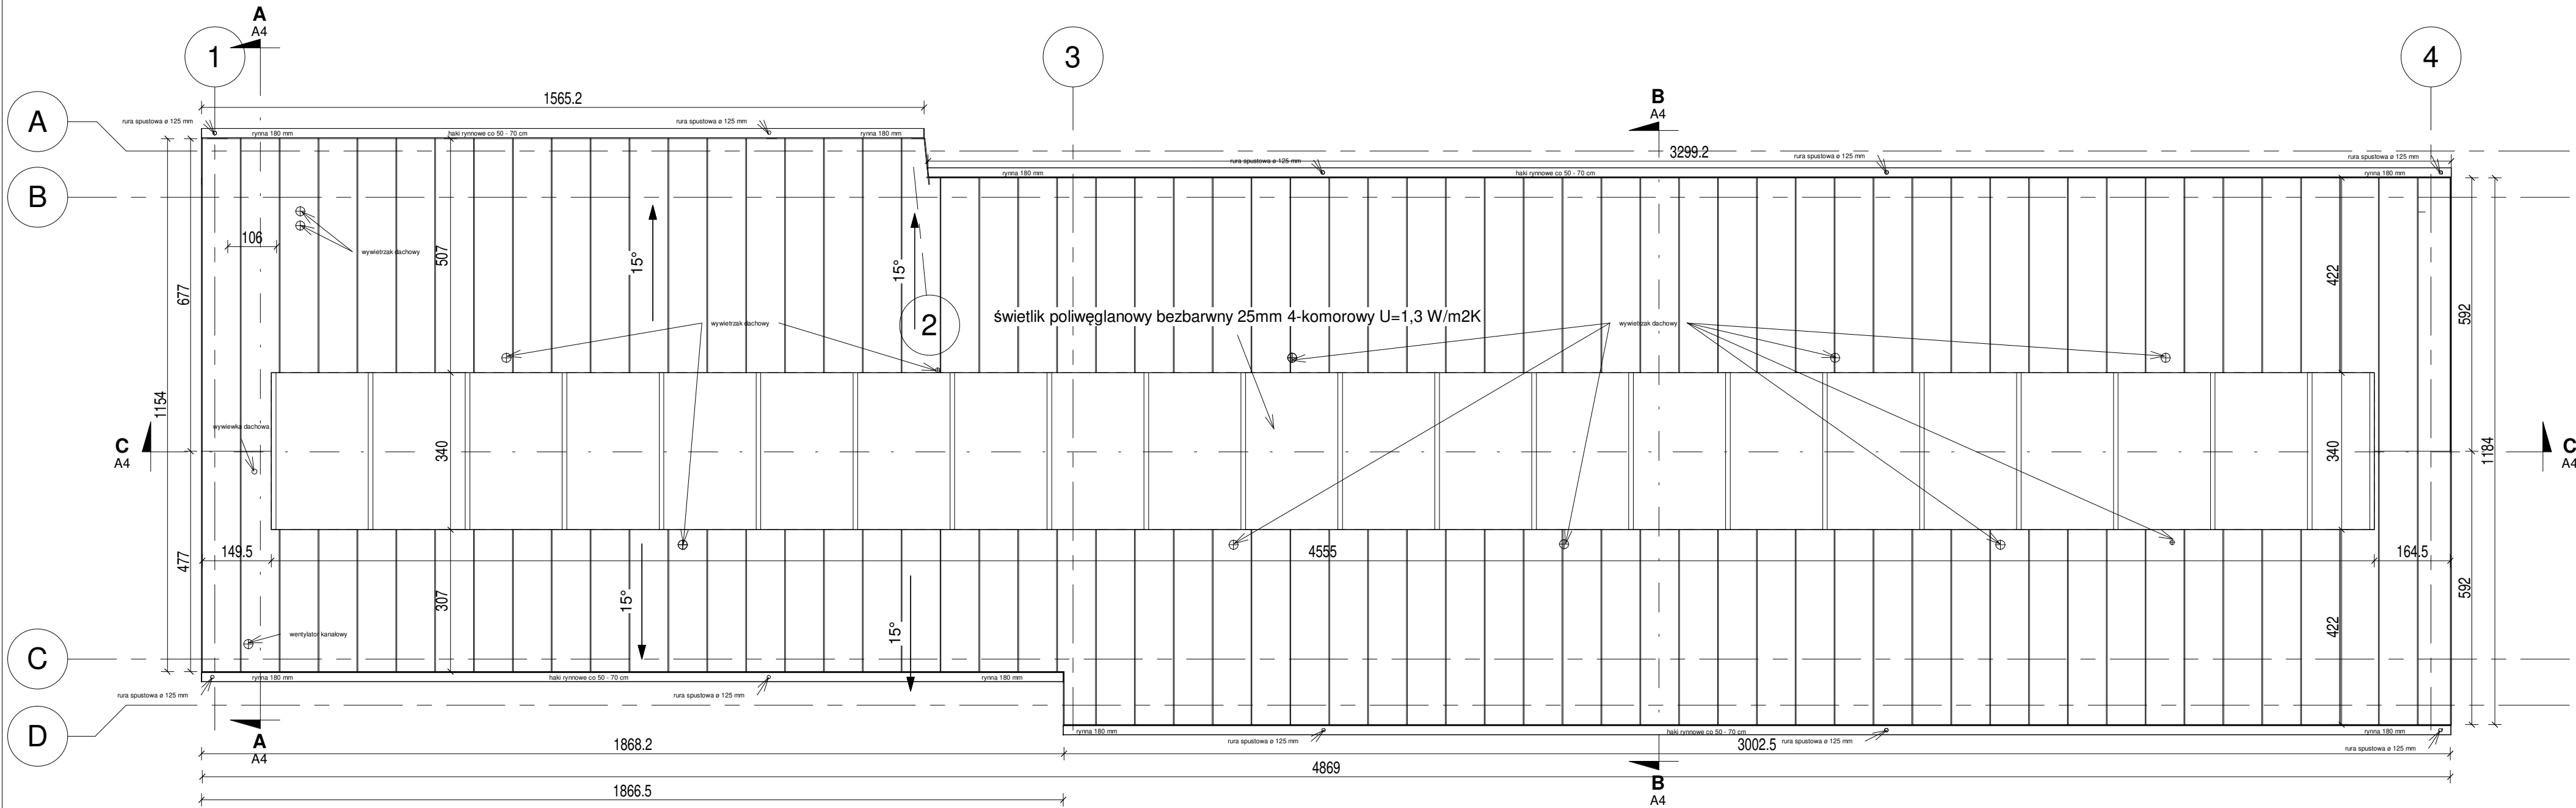 A
A4
1
3
4
A
B
A4
1565.2
rura spustowa ø 125 mm
rura spustowa ø 125 mm
rynna 180 mm
haki rynnowe co 50 - 70 cm
rynna 180 mm
3299.2
rura spustowa ø 125 mm
rura spustowa ø 125 mm
rura spustowa ø 125 mm
rynna 180 mm
haki rynnowe co 50 - 70 cm
rynna 180 mm
B
106
wywietrzak dachowy
507
15°
15°
422
677
592
2
świetlik poliwęglanowy bezbarwny 25mm 4-komorowy U=1,3 W/m2K
wywietrzak dachowy
wywietrzak dachowy
1154
wywiewka dachowa
C
A4
340
340
1184
C
A4
149.5
4555
164.5
477
307
15°
15°
422
592
wentylator kanałowy
C
rynna 180 mm
haki rynnowe co 50 - 70 cm
rynna 180 mm
rura spustowa ø 125 mm
rura spustowa ø 125 mm
D
A
A4
rynna 180 mm
haki rynnowe co 50 - 70 cm
rynna 180 mm
rura spustowa ø 125 mm
rura spustowa ø 125 mm
rura spustowa ø 125 mm
1868.2
3002.5
4869
B
A4
1866.5